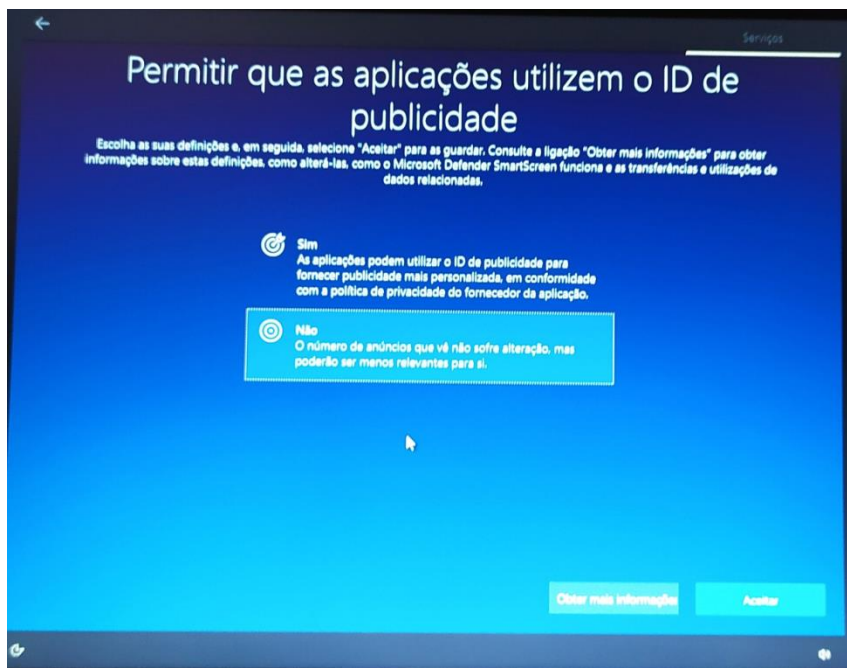 Serviços
Permitir que as aplicações utilizem o ID de
publicidade
Escolha as suas definições e, em seguida, selecione "Aceitar" para as guardar. Consulte a ligação "Obter mais informações" para obter
informações sobre estas definições, como alterá-las, como o Microsoft Defender SmartScreen funciona e as transferências e utilizações de
dados relacionadas.
Sim
As aplicações podem utilizar o ID de publicidade para
fornecer publicidade mais personalizada, em conformidade
com a política de privacidade do fornecedor da aplicação.
Não
O número de anúncios que vê não sofre alteração, mas
poderão ser menos relevantes para si.
Obter mais informações
Aceitar